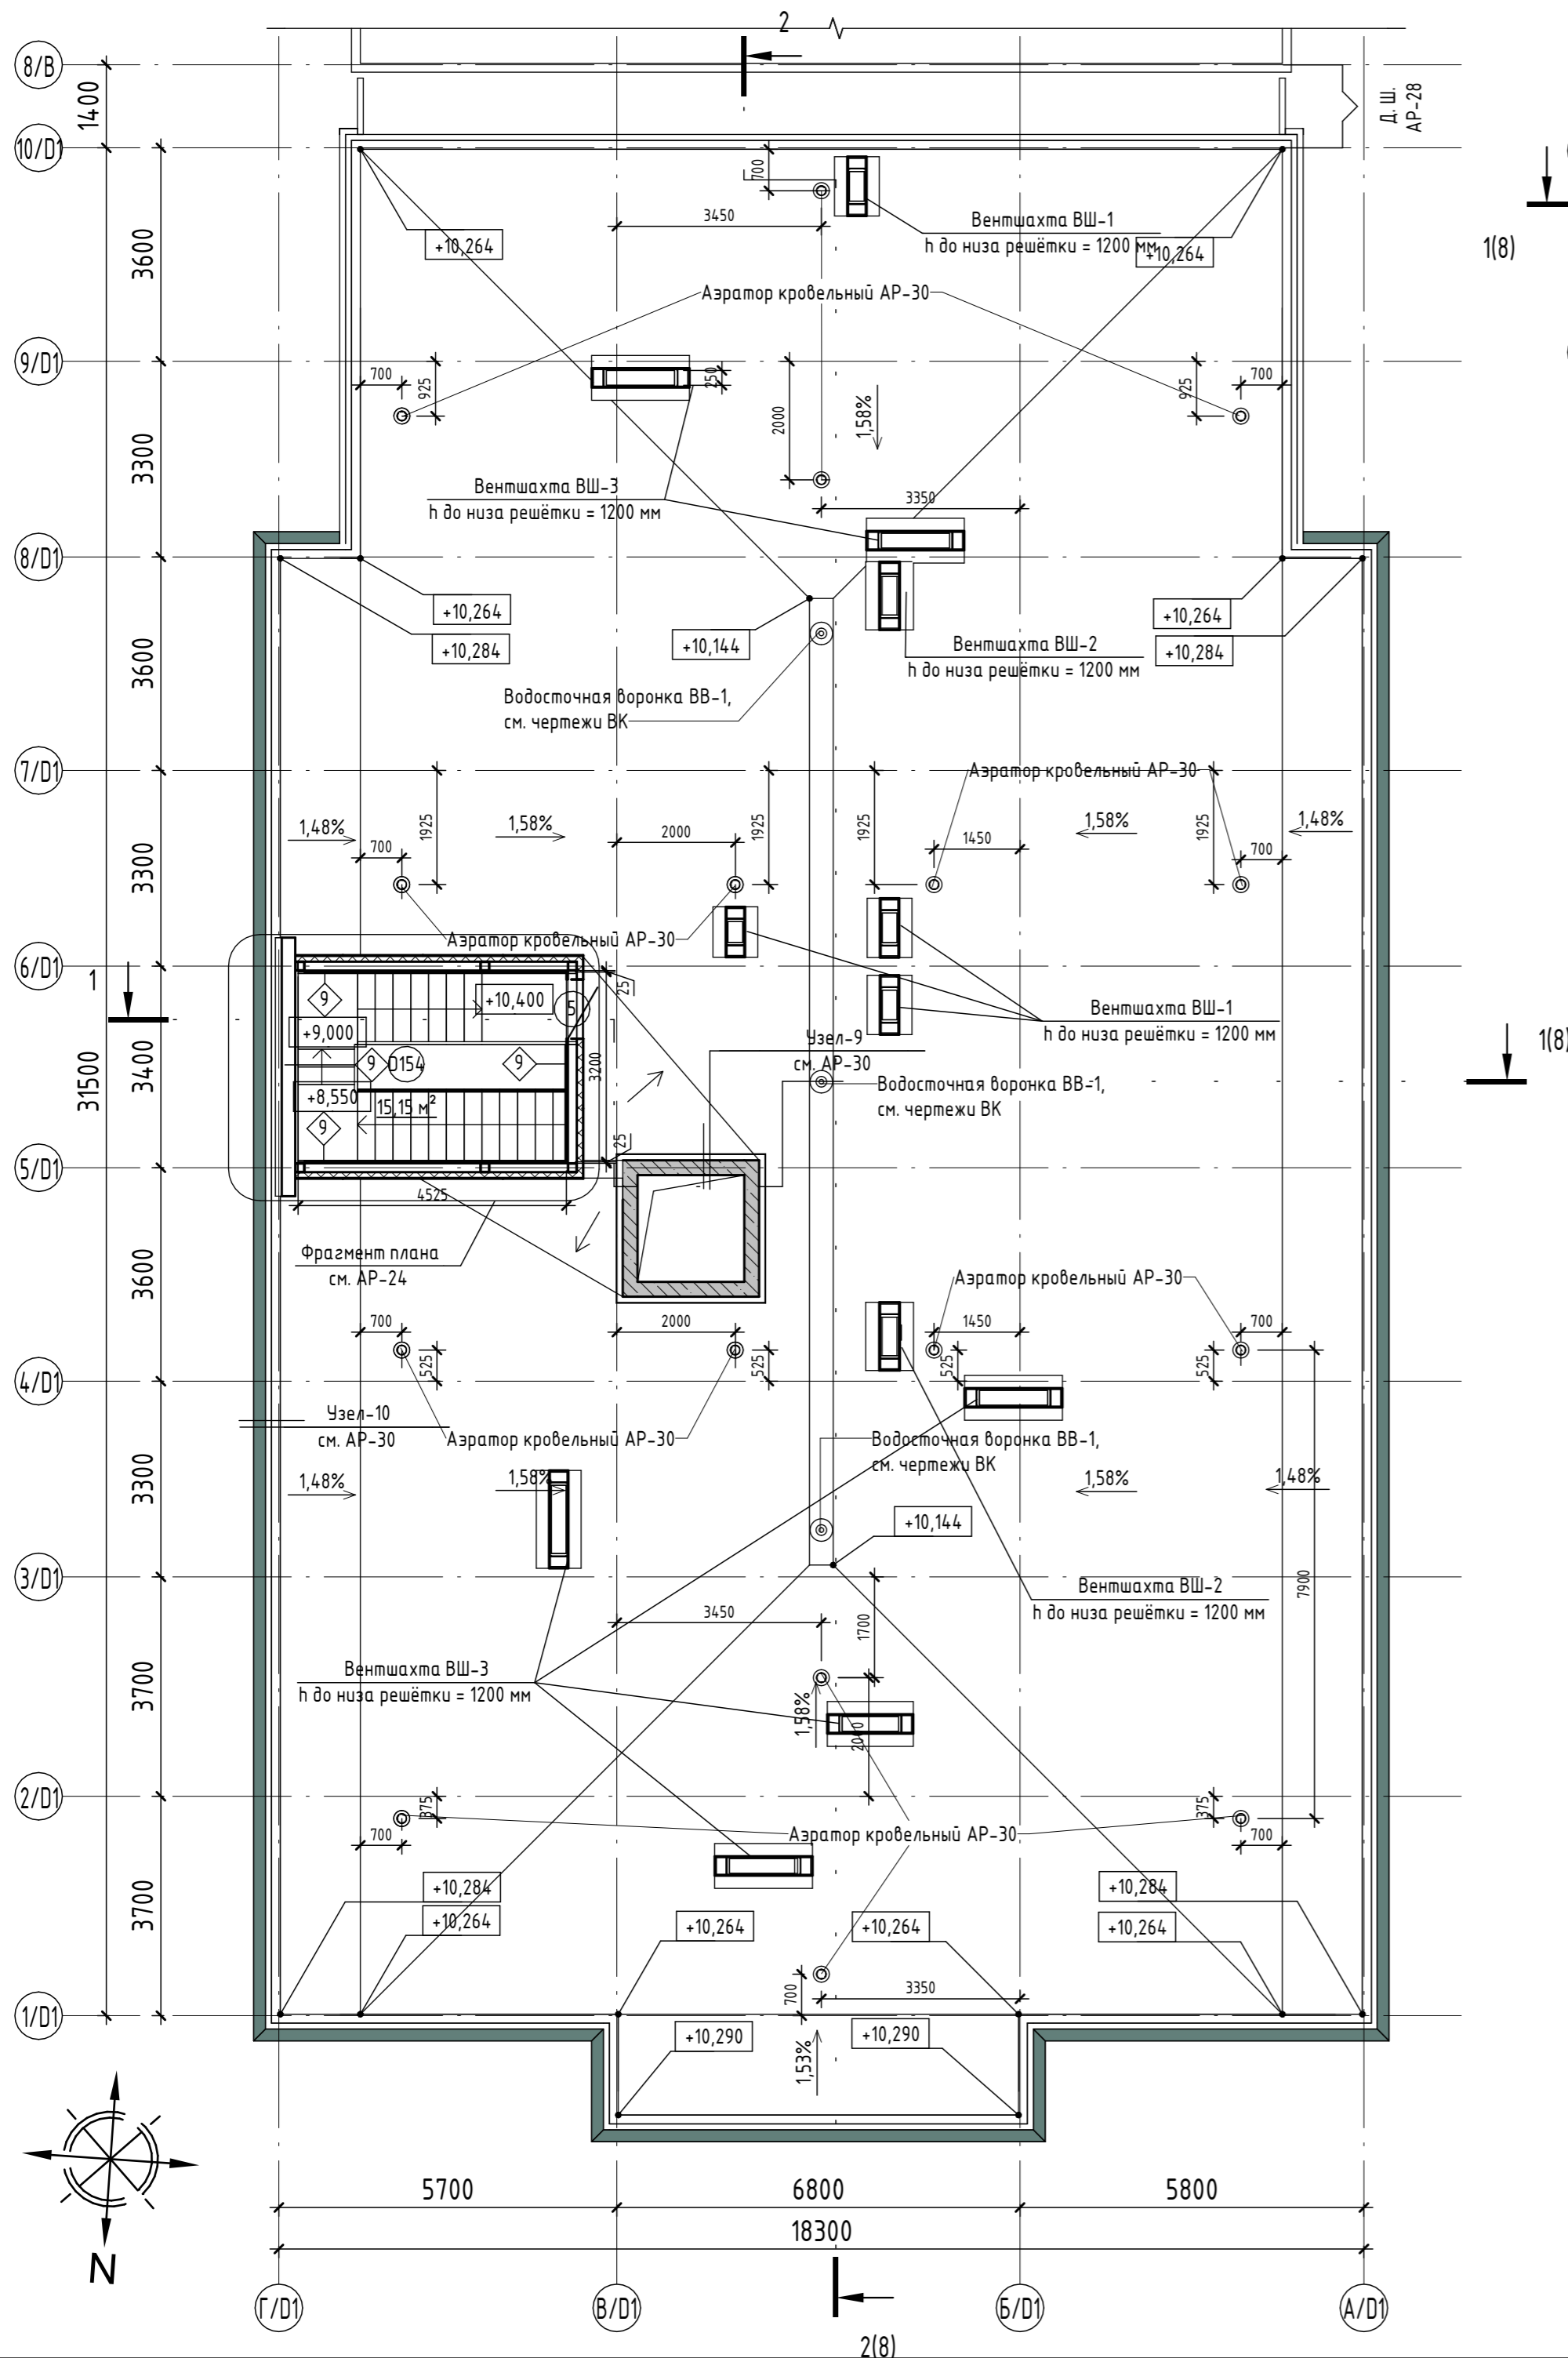 2
8/В
1400
Д. Ш.
АР-28
10/D1
700
3450
Вентшахта ВШ-1
h до низа решётки = 1200 мм
+10,264
+10,264
1(8)
3600
Аэратор кровельный АР-30
9/D1
700
925
250
2000
1,58%
925
700
3300
Вентшахта ВШ-3
h до низа решётки = 1200 мм
3350
8/D1
+10,264
+10,284
+10,144
+10,264
+10,284
3600
Вентшахта ВШ-2
h до низа решётки = 1200 мм
Водосточная воронка ВВ-1,
см. чертежи ВК
7/D1
Аэратор кровельный АР-30
1,48%
1,58%
1,58%
1,48%
700
1925
2000
1925
1925
1450
1925
700
3300
Аэратор кровельный АР-30
6/D1
1
9
+10,400
5
25
+9,000
Вентшахта ВШ-1
h до низа решётки = 1200 мм
1(8)
31500
3400
9
D154
9
3200
Узел-9
см. АР-30
Водосточная воронка ВВ-1,
см. чертежи ВК
+8,550
15,15 м²
9
25
5/D1
4525
Фрагмент плана
см. АР-24
3600
Аэратор кровельный АР-30
700
525
2000
525
1450
525
525
700
4/D1
Узел-10
см. АР-30
Аэратор кровельный АР-30
Водосточная воронка ВВ-1,
см. чертежи ВК
3300
1,48%
1,58%
1,58%
1,48%
+10,144
3/D1
7900
Вентшахта ВШ-2
h до низа решётки = 1200 мм
3450
1700
3700
Вентшахта ВШ-3
h до низа решётки = 1200 мм
1,58%
2000
2/D1
375
375
700
700
Аэратор кровельный АР-30
3700
+10,284
+10,264
+10,264
+10,264
+10,284
+10,264
700
3350
1/D1
+10,290
+10,290
1,53%
N
5700
6800
5800
18300
Г/D1
В/D1
Б/D1
А/D1
2(8)